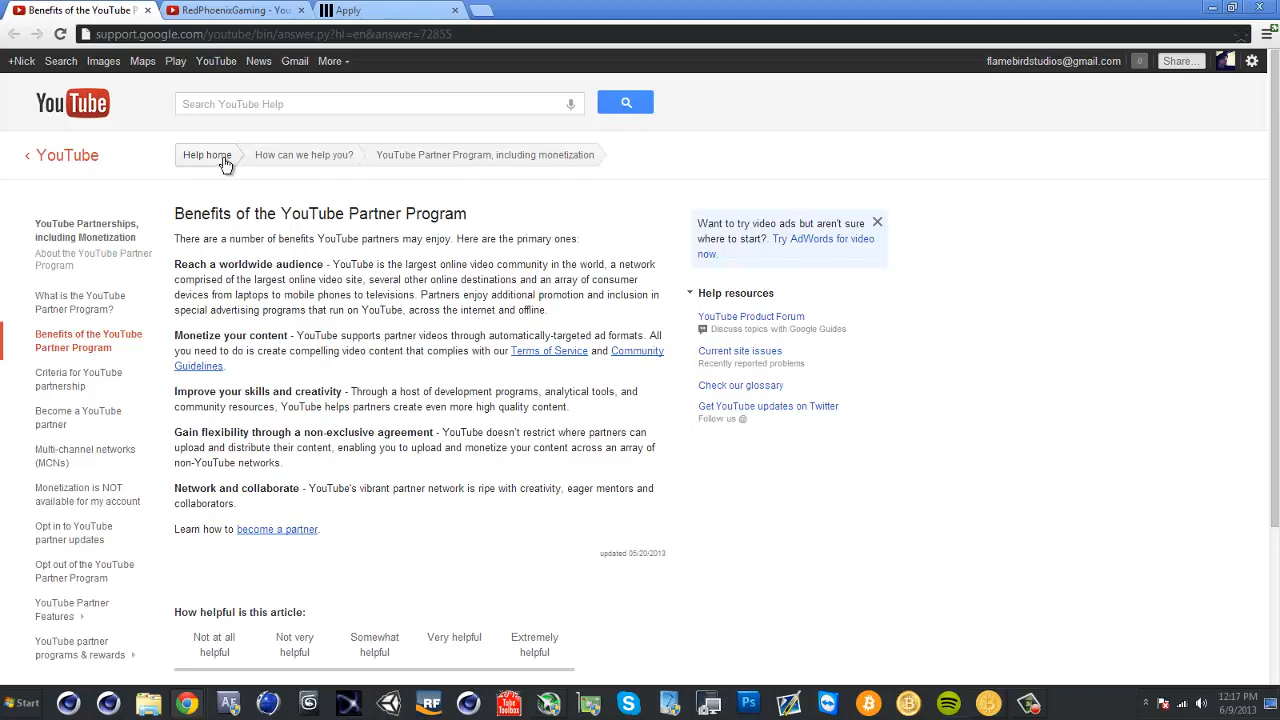 Benefits of the YouTube P
RedPhoenixGaming - You
Apply
support.google.com/youtube/bin/answer.py?hl=en&answer=72855
+Nick Search Images Maps Play YouTube News Gmail More
flamebirdstudios@gmail.com 0 Share...
YouTube
Search YouTube Help
‹ YouTube
Help home
How can we help you?
YouTube Partner Program, including monetization
YouTube Partnerships,
including Monetization
About the YouTube Partner
Program
What is the YouTube
Partner Program?
Benefits of the YouTube
Partner Program
Criteria for YouTube
partnership
Become a YouTube
partner
Multi-channel networks
(MCNs)
Monetization is NOT
available for my account
Opt in to YouTube
partner updates
Opt out of the YouTube
Partner Program
YouTube Partner
Features
YouTube partner
programs & rewards
Benefits of the YouTube Partner Program
There are a number of benefits YouTube partners may enjoy. Here are the primary ones:
Reach a worldwide audience - YouTube is the largest online video community in the world, a network
comprised of the largest online video site, several other online destinations and an array of consumer
devices from laptops to mobile phones to televisions. Partners enjoy additional promotion and inclusion in
special advertising programs that run on YouTube, across the internet and offline.
Monetize your content - YouTube supports partner videos through automatically-targeted ad formats. All
you need to do is create compelling video content that complies with our Terms of Service and Community
Guidelines.
Improve your skills and creativity - Through a host of development programs, analytical tools, and
community resources, YouTube helps partners create even more high quality content.
Gain flexibility through a non-exclusive agreement - YouTube doesn't restrict where partners can
upload and distribute their content, enabling you to upload and monetize your content across an array of
non-YouTube networks.
Network and collaborate - YouTube's vibrant partner network is ripe with creativity, eager mentors and
collaborators.
Learn how to become a partner.
updated 05/20/2013
How helpful is this article:
Not at all
helpful
Not very
helpful
Somewhat
helpful
Very helpful
Extremely
helpful
Want to try video ads but aren't sure
where to start?. Try AdWords for video
now.
Help resources
YouTube Product Forum
Discuss topics with Google Guides
Current site issues
Recently reported problems
Check our glossary
Get YouTube updates on Twitter
Follow us @
Start
RF
Tube
Toolbox
Ps
12:17 PM
6/9/2013